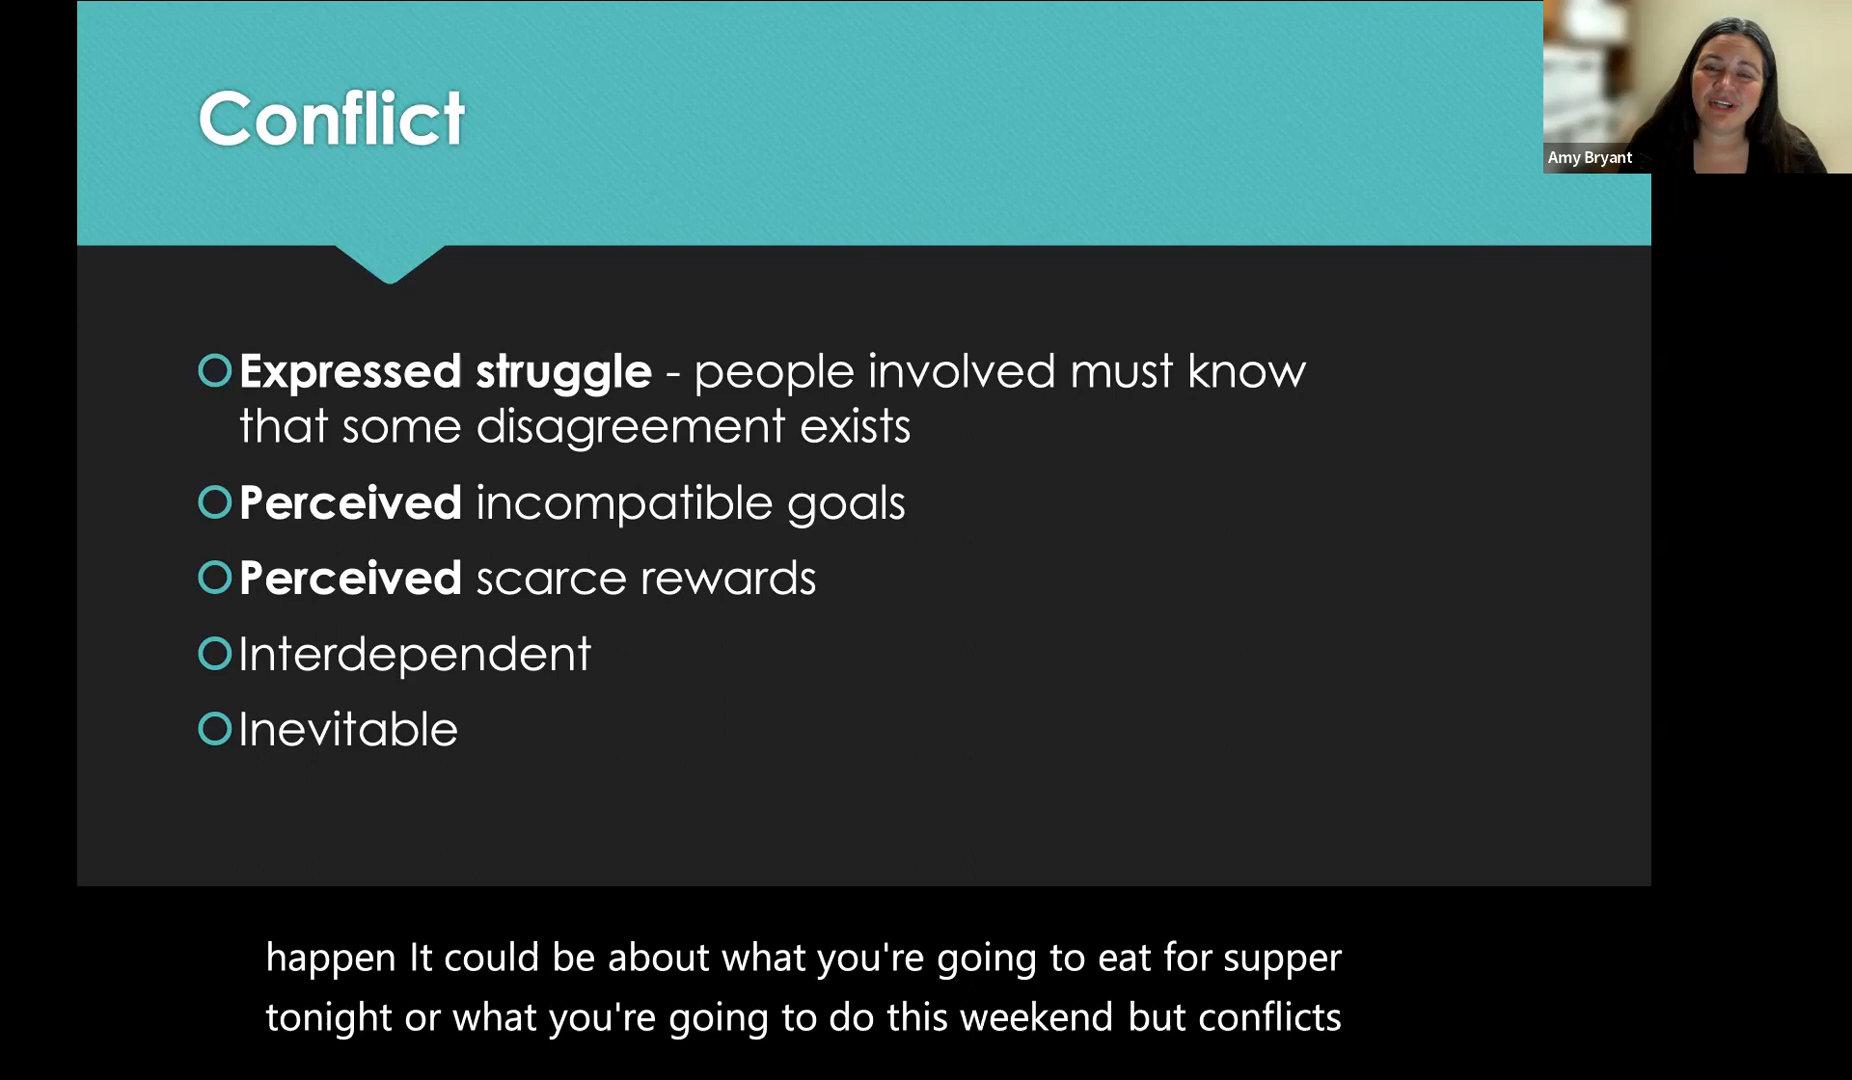 Conflict
Amy Bryant
Expressed struggle - people involved must know
that some disagreement exists
Perceived incompatible goals
Perceived scarce rewards
Interdependent
Inevitable
happen It could be about what you're going to eat for supper
tonight or what you're going to do this weekend but conflicts